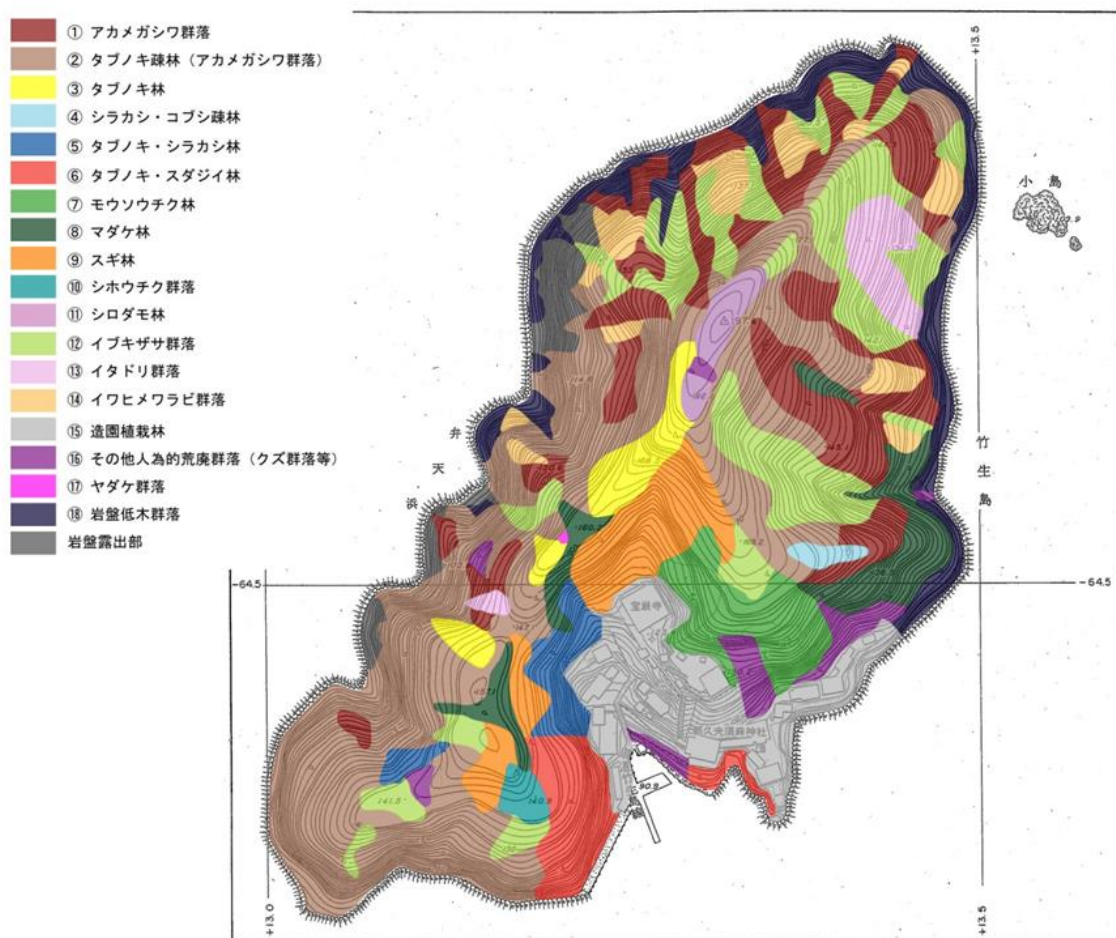 ① アカメガシワ群落
② タブノキ疎林（アカメガシワ群落）
③ タブノキ林
④ シラカシ・コブシ疎林
⑤ タブノキ・シラカシ林
⑥ タブノキ・スダジイ林
⑦ モウソウチク林
⑧ マダケ林
⑨ スギ林
⑩ シホウチク群落
⑪ シロダモ林
⑫ イブキザサ群落
⑬ イタドリ群落
⑭ イワヒメワラビ群落
⑮ 造園植栽林
⑯ その他人為的荒廃群落（クズ群落等）
⑰ ヤダケ群落
⑱ 岩盤低木群落
岩盤露出部
+13.5
小島
弁天浜
竹生島
-64.5
-64.5
宝厳寺
90.9
141.5
140.9
+13.0
+13.5